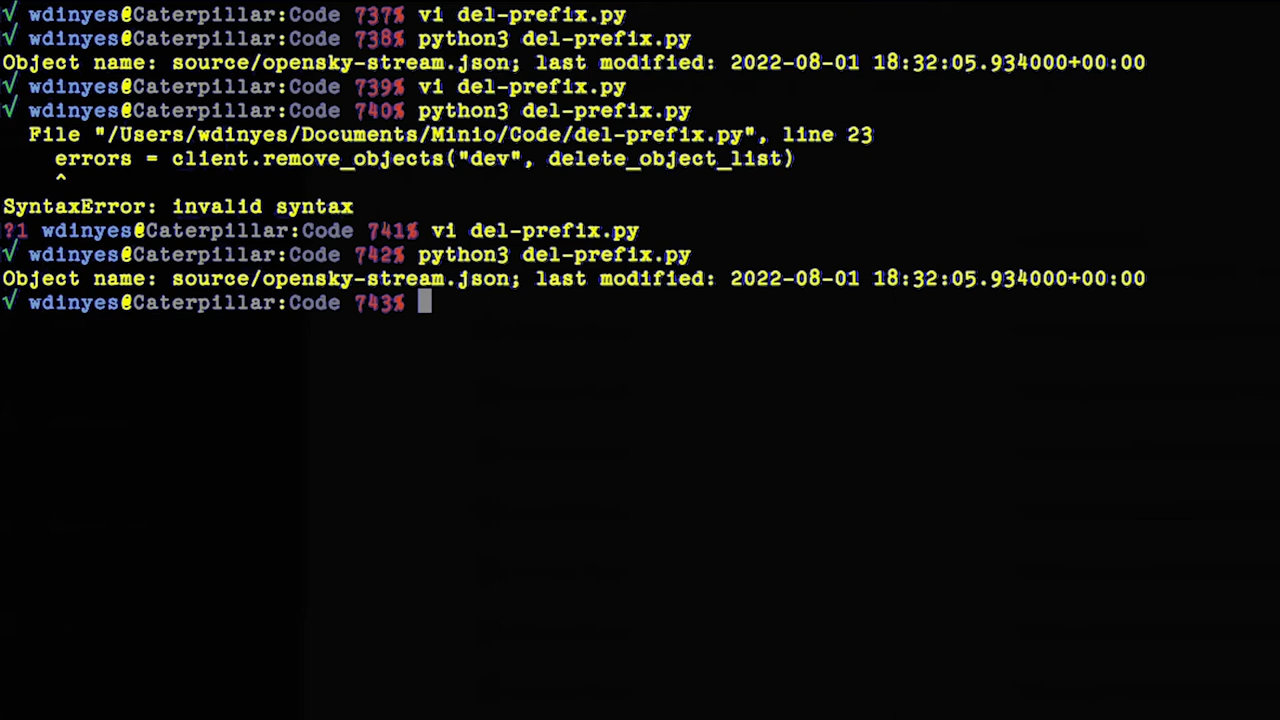 √ wdinyes@Caterpillar:Code 737% vi del-prefix.py
√ wdinyes@Caterpillar:Code 738% python3 del-prefix.py
Object name: source/opensky-stream.json; last modified: 2022-08-01 18:32:05.934000+00:00
√ wdinyes@Caterpillar:Code 739% vi del-prefix.py
√ wdinyes@Caterpillar:Code 740% python3 del-prefix.py
File "/Users/wdinyes/Documents/Minio/Code/del-prefix.py", line 23
errors = client.remove_objects("dev", delete_object_list)
^
SyntaxError: invalid syntax
?1 wdinyes@Caterpillar:Code 741% vi del-prefix.py
√ wdinyes@Caterpillar:Code 742% python3 del-prefix.py
Object name: source/opensky-stream.json; last modified: 2022-08-01 18:32:05.934000+00:00
√ wdinyes@Caterpillar:Code 743%